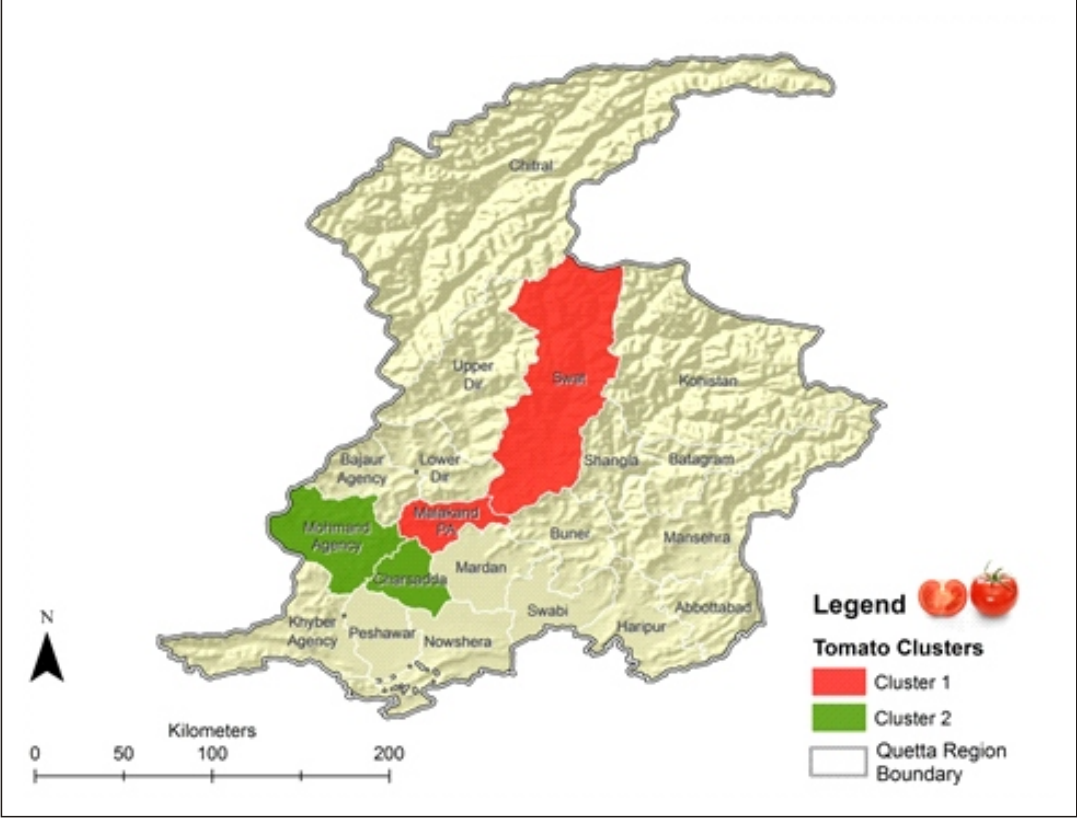 Chitral
Upper
Dir
Swat
Kohistan
Bajaur
Agency
Lower
Dir
Shangla
Batagram
Mohmand
Agency
Malakand
PA
Buner
Mansehra
Charsadda
Mardan
Khyber
Agency
Peshawar
Nowshera
Swabi
Haripur
Abbottabad
N
Kilometers
0 50 100 200
Legend
Tomato Clusters
Cluster 1
Cluster 2
Quetta Region
Boundary